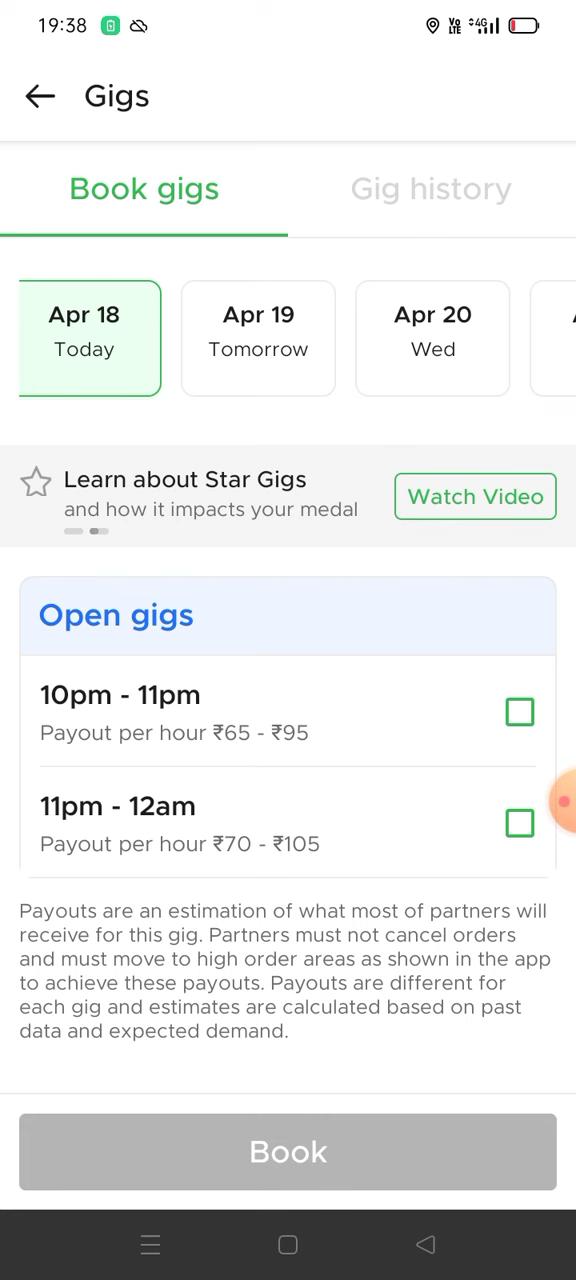 19:38
Vo LTE 4G
Gigs
Book gigs
Gig history
Apr 18
Today
Apr 19
Tomorrow
Apr 20
Wed
Learn about Star Gigs
and how it impacts your medal
Watch Video
Open gigs
10pm - 11pm
Payout per hour ₹65 - ₹95
11pm - 12am
Payout per hour ₹70 - ₹105
Payouts are an estimation of what most of partners will
receive for this gig. Partners must not cancel orders
and must move to high order areas as shown in the app
to achieve these payouts. Payouts are different for
each gig and estimates are calculated based on past
data and expected demand.
Book